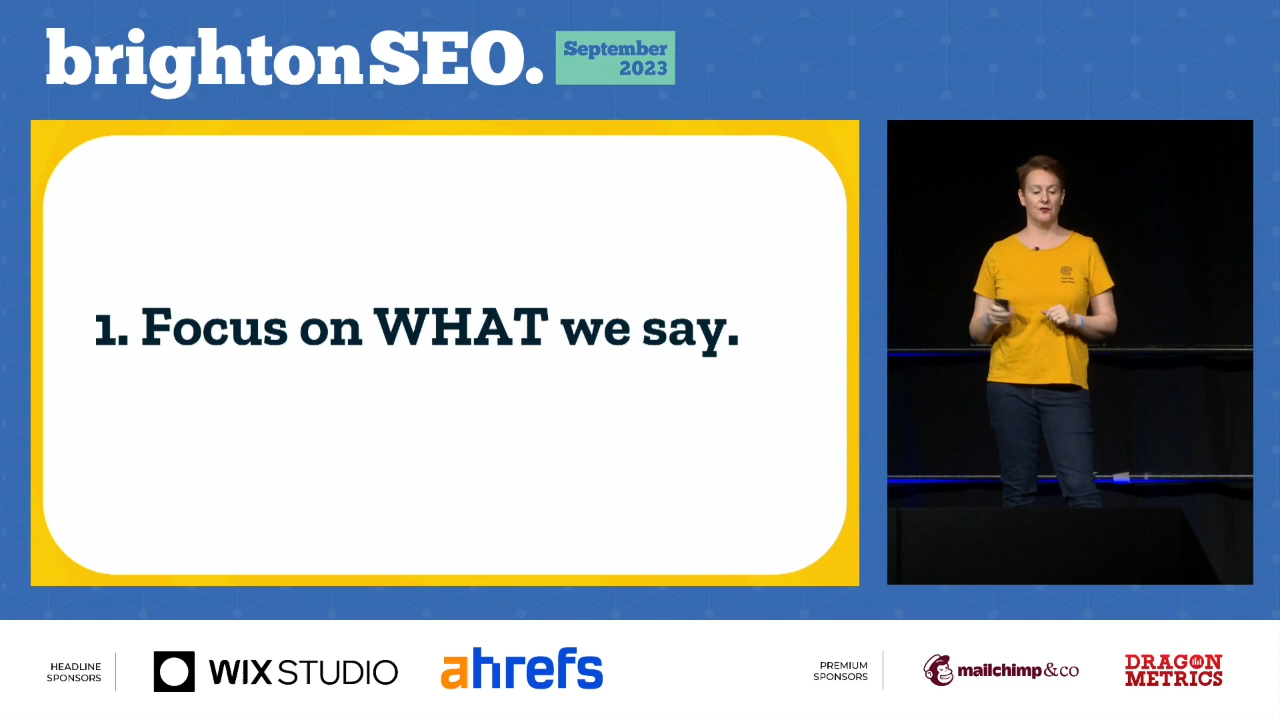 brightonSEO.
September
2023
1. Focus on WHAT we say.
HEADLINE
SPONSORS
WIX STUDIO
ahrefs
PREMIUM
SPONSORS
mailchimp&co
DRAGON
METRICS